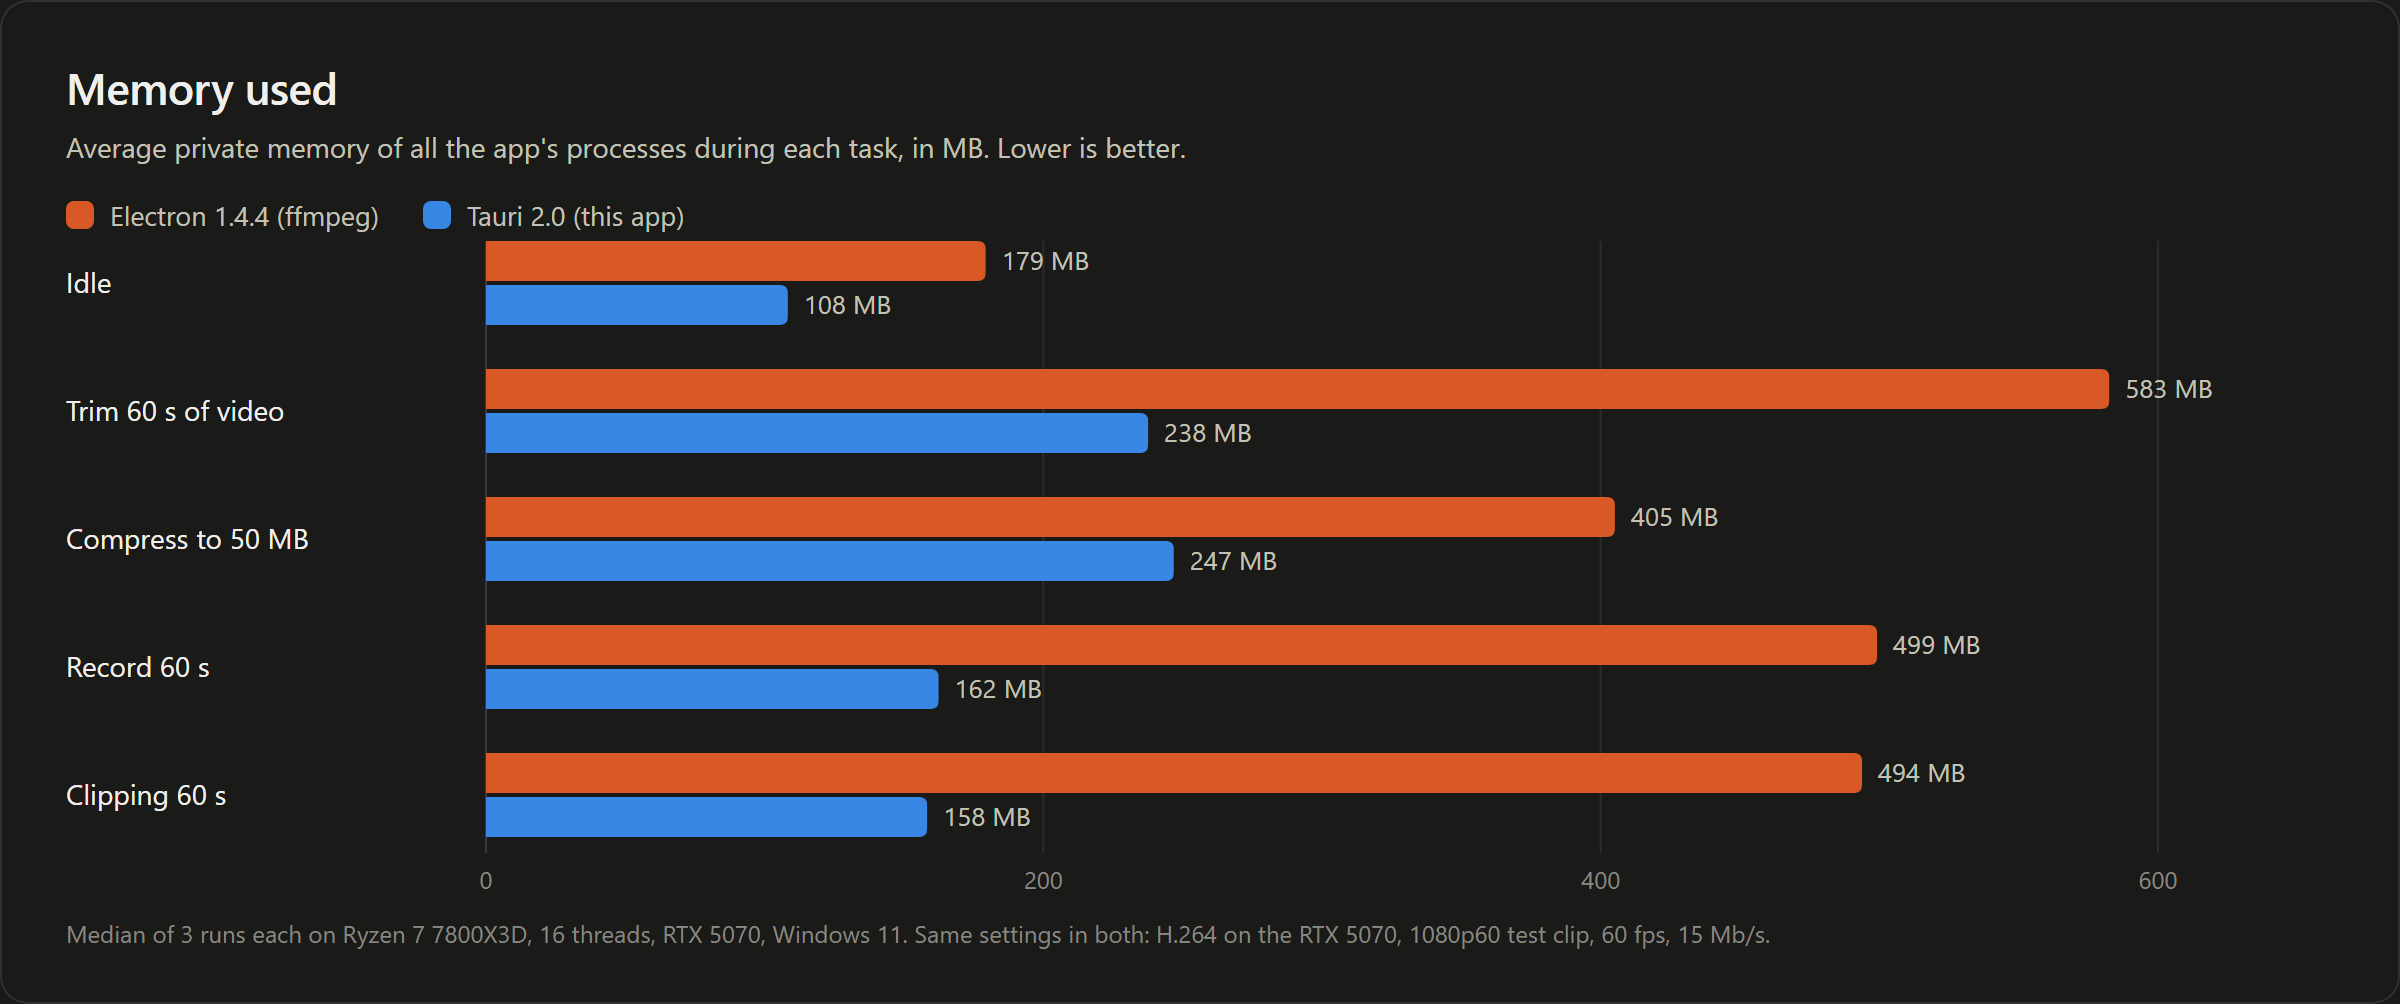 Memory used
Average private memory of all the app's processes during each task, in MB. Lower is better.
Electron 1.4.4 (ffmpeg) Tauri 2.0 (this app)
Idle
179 MB
108 MB
Trim 60 s of video
583 MB
238 MB
Compress to 50 MB
405 MB
247 MB
Record 60 s
499 MB
162 MB
Clipping 60 s
494 MB
158 MB
0 200 400 600
Median of 3 runs each on Ryzen 7 7800X3D, 16 threads, RTX 5070, Windows 11. Same settings in both: H.264 on the RTX 5070, 1080p60 test clip, 60 fps, 15 Mb/s.